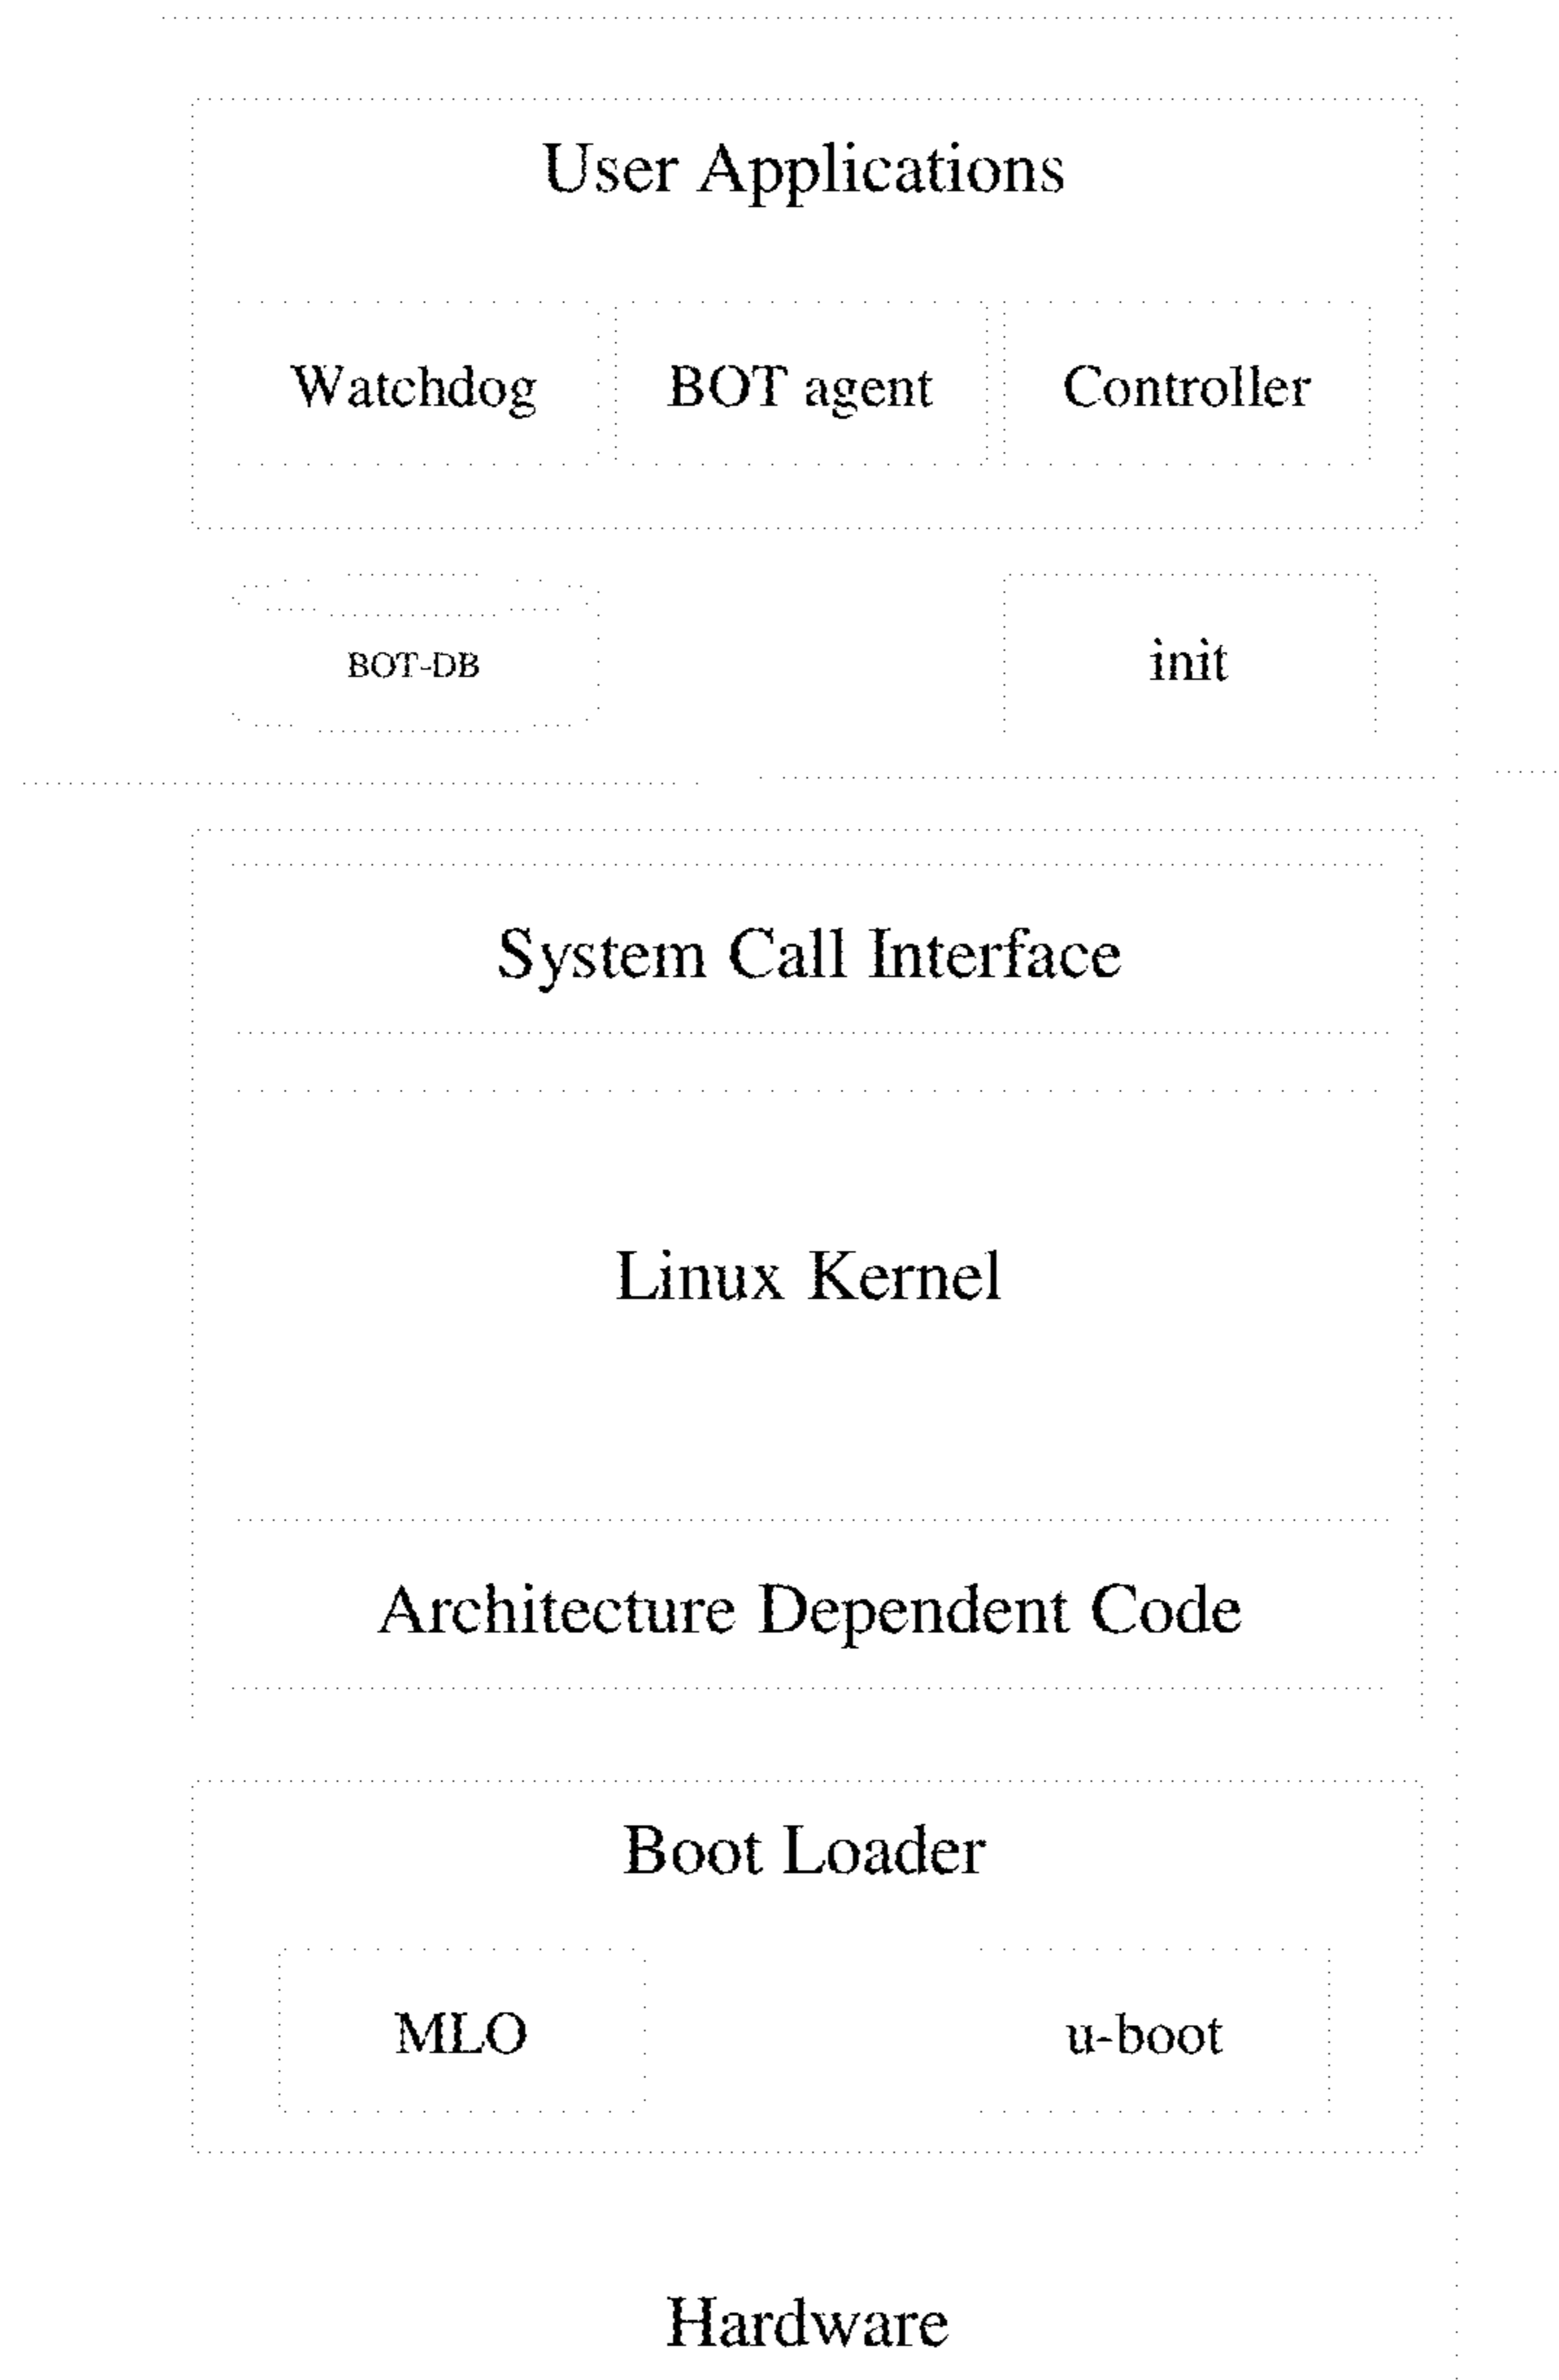 User Applications
Watchdog BOT agent Controller
BOT-DB init
System Call Interface
Linux Kernel
Architecture Dependent Code
Boot Loader
MLO u-boot
Hardware